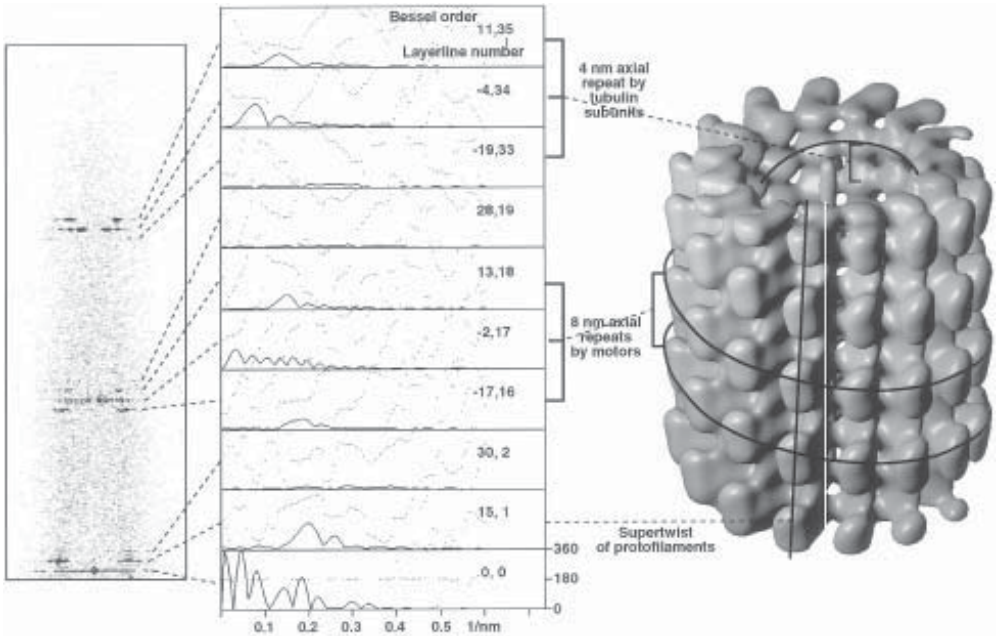 Bessel order
11,35
Layerline number
-4,34
-19,33
28,19
13,18
-2,17
-17,16
30, 2
15, 1
0, 0
4 nm axial
repeat by
tubulin
subunits
8 nm axial
repeats
by motors
Supertwist
of protofilaments
360
180
0
0.1 0.2 0.3 0.4 0.5 1/nm